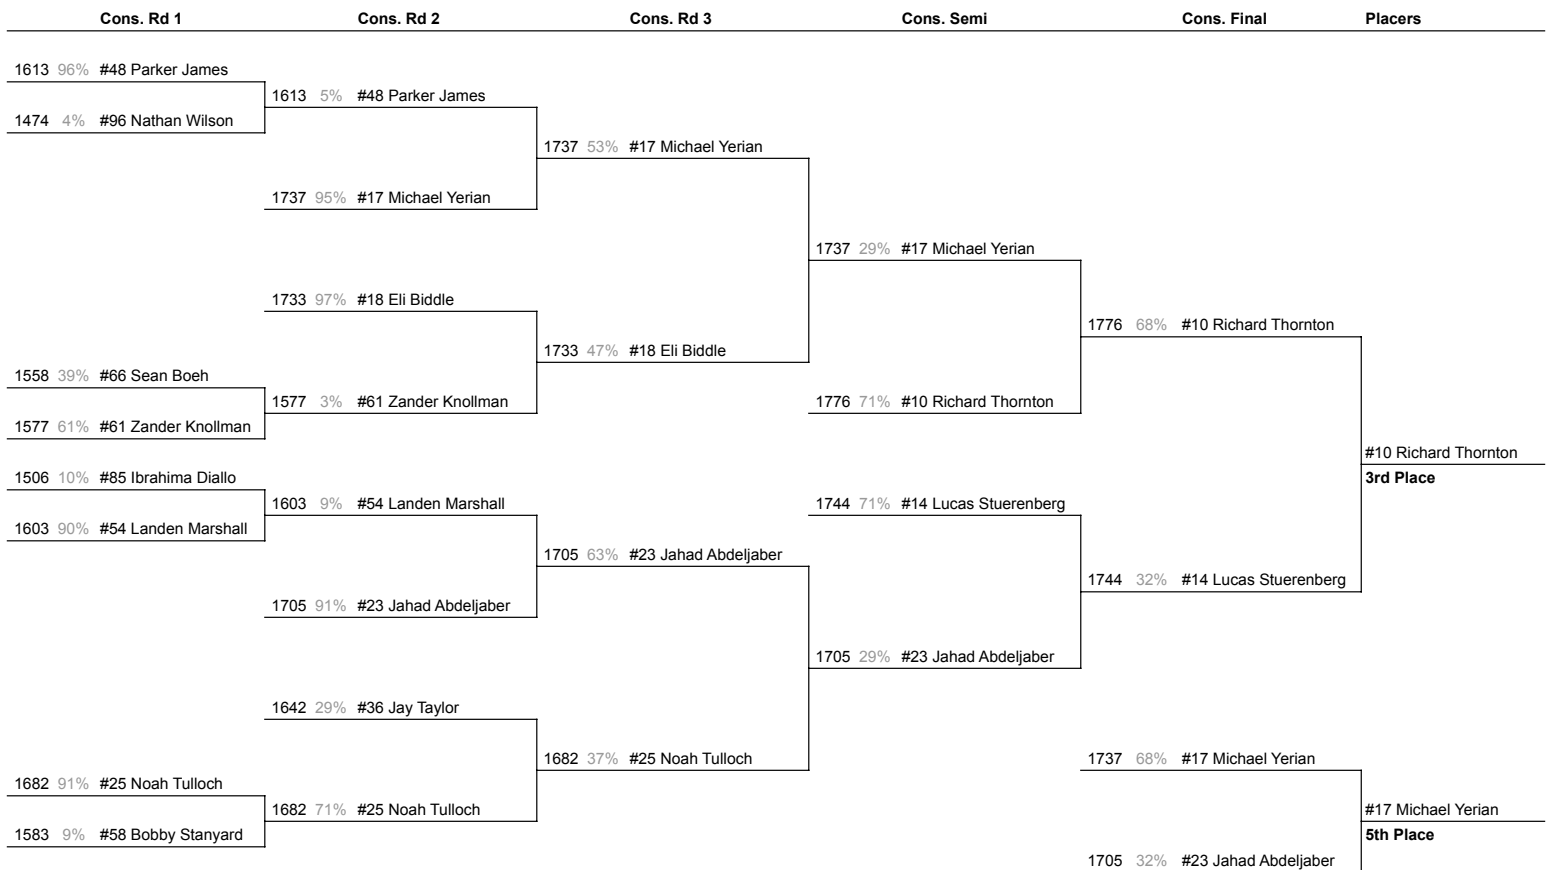 Cons. Rd 1 Cons. Rd 2 Cons. Rd 3 Cons. Semi Cons. Final Placers
1613 96% #48 Parker James
1613 5% #48 Parker James
1474 4% #96 Nathan Wilson
1737 53% #17 Michael Yerian
1737 95% #17 Michael Yerian
1737 29% #17 Michael Yerian
1733 97% #18 Eli Biddle
1776 68% #10 Richard Thornton
1733 47% #18 Eli Biddle
1558 39% #66 Sean Boeh
1577 3% #61 Zander Knollman
1776 71% #10 Richard Thornton
1577 61% #61 Zander Knollman
#10 Richard Thornton
1506 10% #85 Ibrahima Diallo
3rd Place
1603 9% #54 Landen Marshall
1744 71% #14 Lucas Stuerenberg
1603 90% #54 Landen Marshall
1705 63% #23 Jahad Abdeljaber
1744 32% #14 Lucas Stuerenberg
1705 91% #23 Jahad Abdeljaber
1705 29% #23 Jahad Abdeljaber
1642 29% #36 Jay Taylor
1682 37% #25 Noah Tulloch
1737 68% #17 Michael Yerian
1682 91% #25 Noah Tulloch
1682 71% #25 Noah Tulloch
#17 Michael Yerian
1583 9% #58 Bobby Stanyard
5th Place
1705 32% #23 Jahad Abdeljaber